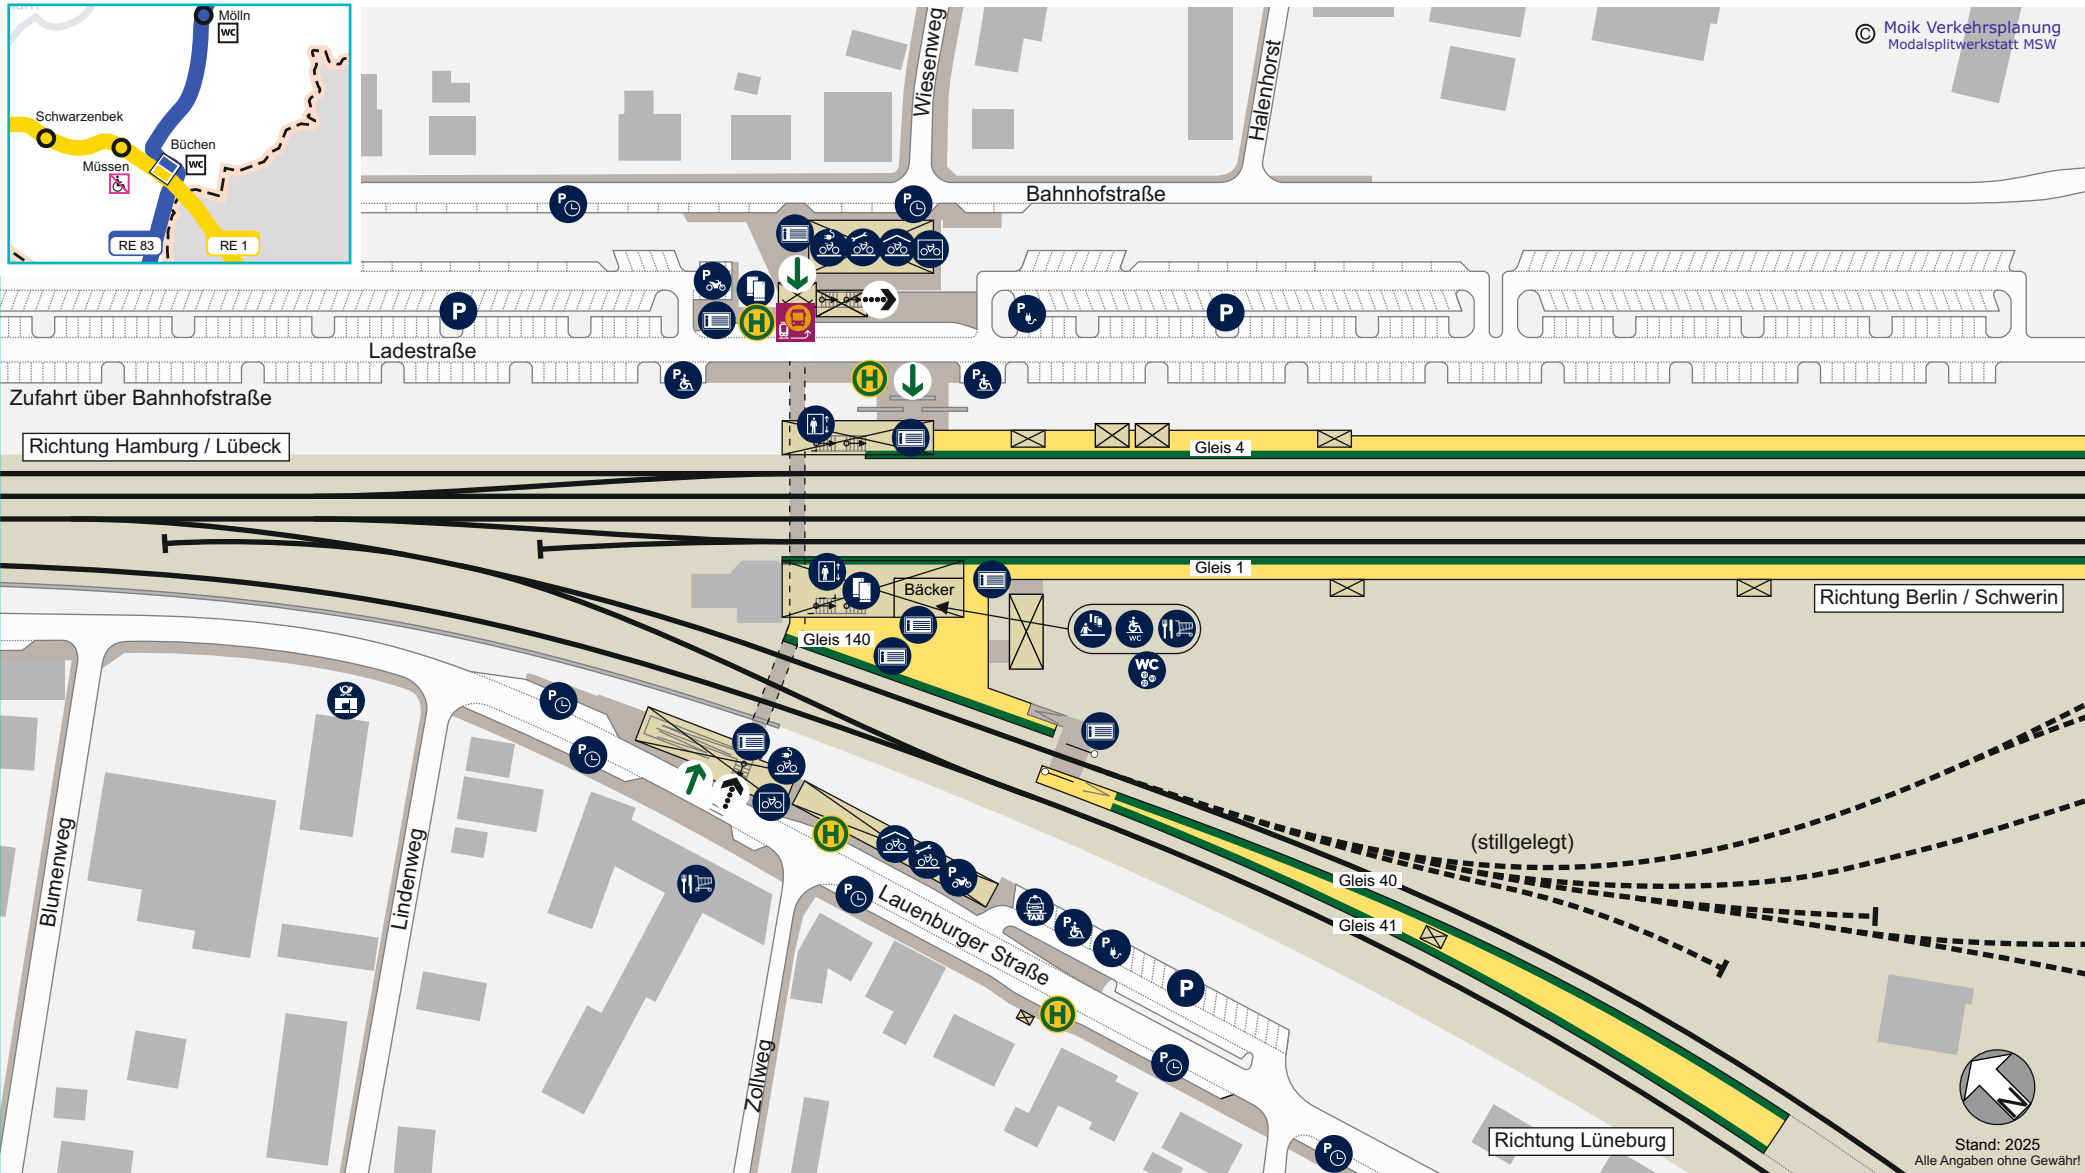 Mölln
WC
Schwarzenbek
Büchen
WC
Müssen
RE 83
RE 1
© Moik Verkehrsplanung
Modalsplitwerkstatt MSW
Wiesenweg
Halenhorst
Bahnhofstraße
P
P
P
P
P
P
H
Ladestraße
P
H
P
Zufahrt über Bahnhofstraße
Richtung Hamburg / Lübeck
Gleis 4
Gleis 1
Bäcker
Richtung Berlin / Schwerin
Gleis 140
WC
WC
P
P
H
(stillgelegt)
Gleis 40
Gleis 41
Blumenweg
Lindenweg
Zollweg
P
Lauenburger Straße
TAXI
P
P
P
H
P
P
Richtung Lüneburg
N
Stand: 2025
Alle Angaben ohne Gewähr!